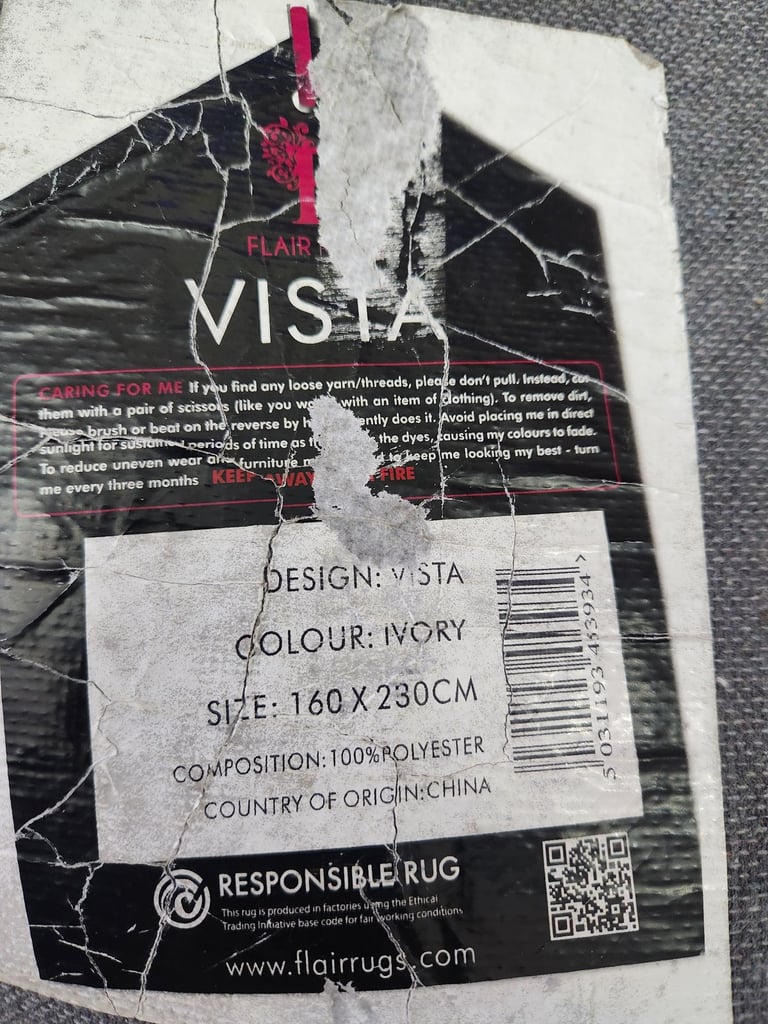 FLAIR
VISTA
CARING FOR ME If you find any loose yarn/threads, please don't pull. Instead, cut
them with a pair of scissors (like you with an item of clothing). To remove dirt,
please brush or beat on the reverse by gently does it. Avoid placing me in direct
sunlight for sustained periods of time as the dyes, causing my colours to fade.
To reduce uneven wear and furniture to keep me looking my best - turn
me every three months KEEP AWAY FIRE
DESIGN: VISTA
COLOUR: IVORY
SIZE: 160 X 230CM
COMPOSITION:100%POLYESTER
COUNTRY OF ORIGIN:CHINA
5 031193 453934 >
RESPONSIBLE RUG
This rug is produced in factories using the Ethical
Trading Initiative base code for fair working conditions
www.flairrugs.com